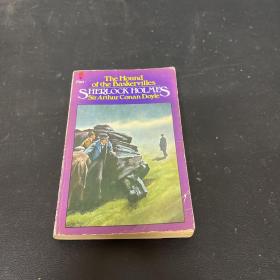 The Hound
of the Baskervilles
SHERLOCK HOLMES
Sir Arthur Conan Doyle